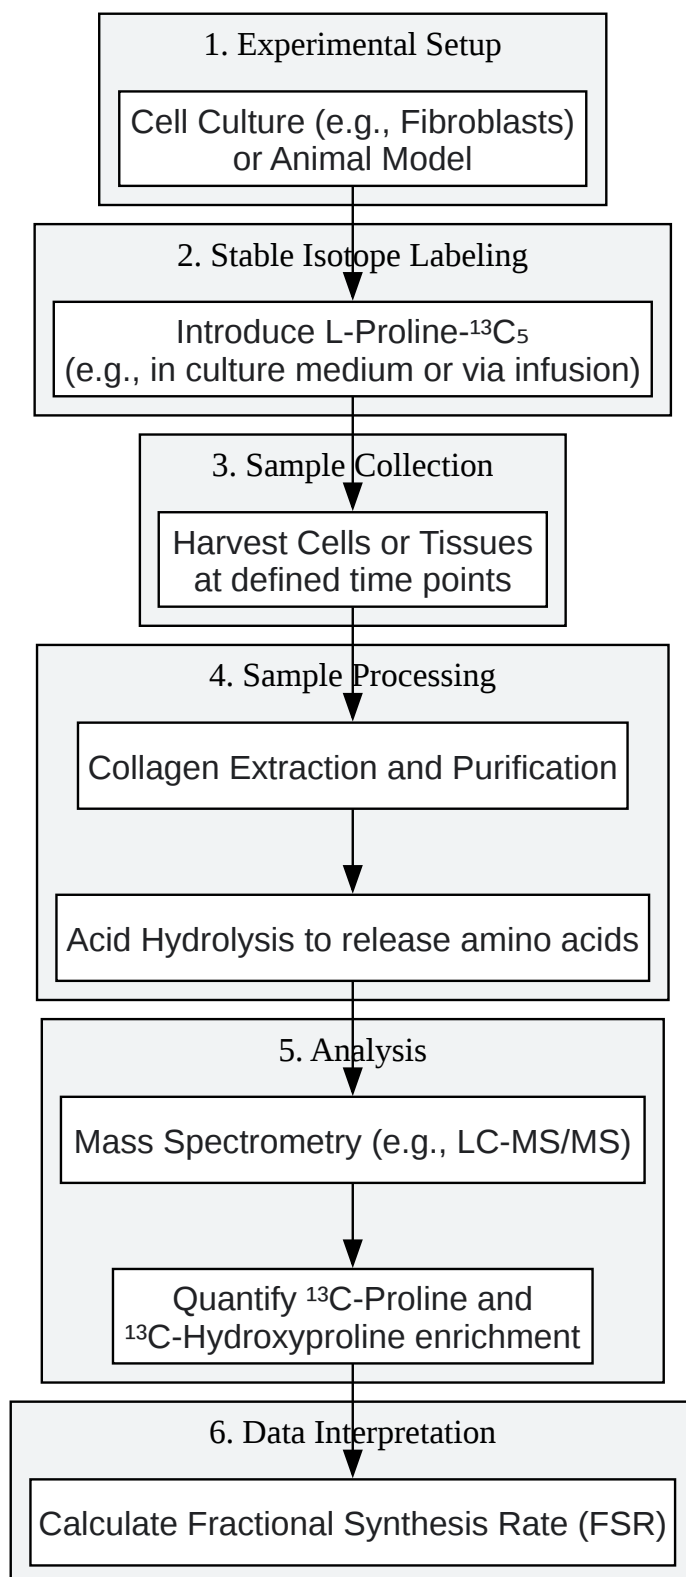 1. Experimental Setup
Cell Culture (e.g., Fibroblasts)
or Animal Model
2. Stable Isotope Labeling
Introduce L-Proline-¹³C₅
(e.g., in culture medium or via infusion)
3. Sample Collection
Harvest Cells or Tissues
at defined time points
4. Sample Processing
Collagen Extraction and Purification
Acid Hydrolysis to release amino acids
5. Analysis
Mass Spectrometry (e.g., LC-MS/MS)
Quantify ¹³C-Proline and
¹³C-Hydroxyproline enrichment
6. Data Interpretation
Calculate Fractional Synthesis Rate (FSR)